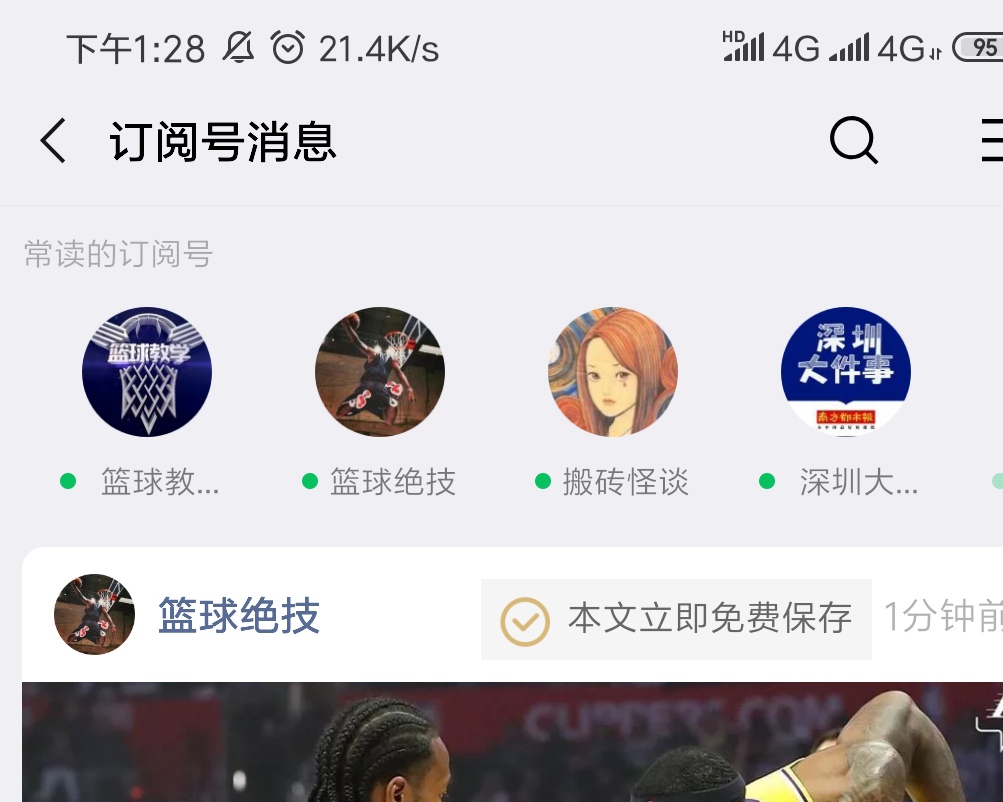 下午1:28 21.4K/s HD 4G 4G 95
订阅号消息
常读的订阅号
篮球教学
深圳
大件事
南方都市报
篮球教... 篮球绝技 搬砖怪谈 深圳大...
篮球绝技 本文立即免费保存 1分钟前
CLIPPERS.COM